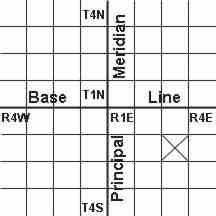 T4N
Meridian
Base
T1N
Line
R4W
R1E
R4E
Principal
T4S